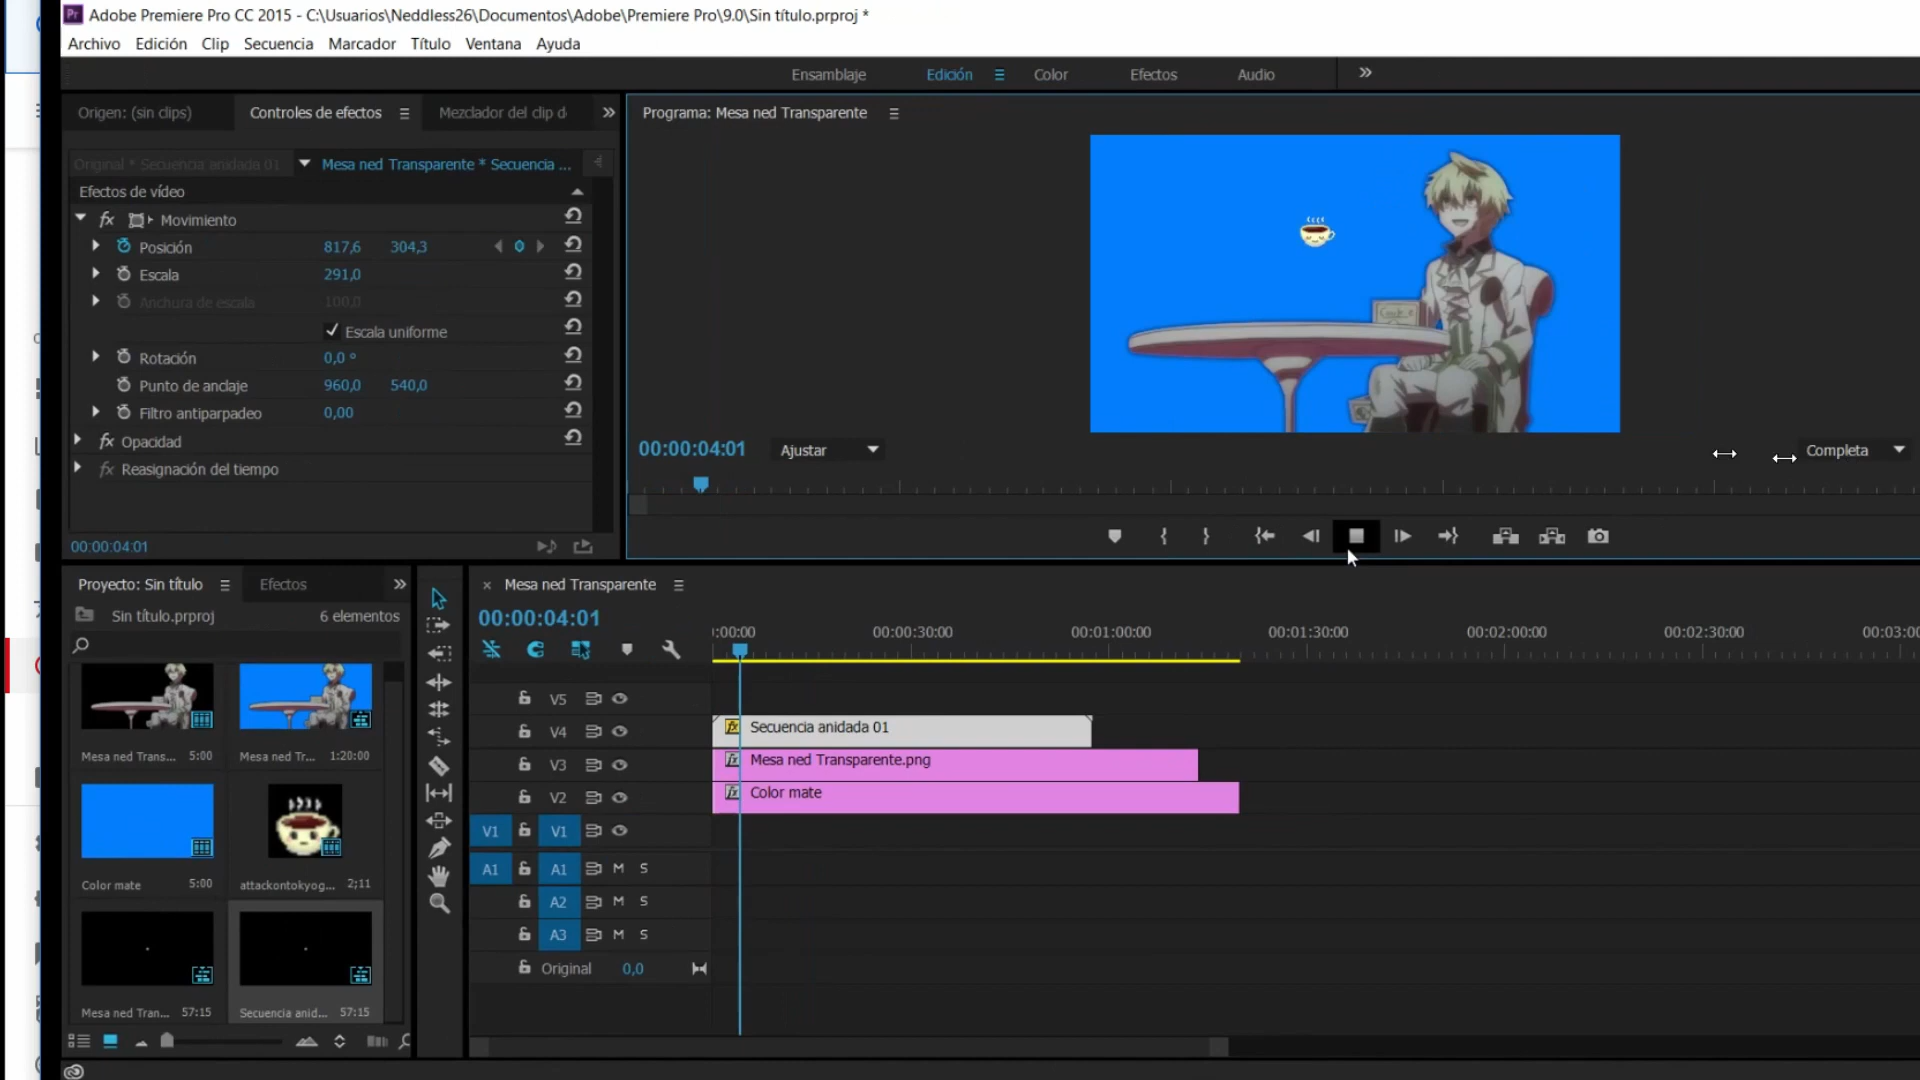 Adobe Premiere Pro CC 2015 - C:\Usuarios\Neddless26\Documentos\Adobe\Premiere Pro\9.0\Sin título.prproj *
Archivo Edición Clip Secuencia Marcador Título Ventana Ayuda
Ensamblaje Edición Color Efectos Audio
Origen: (sin clips) Controles de efectos Mezclador del clip d
Programa: Mesa ned Transparente
Original * Secuencia anidada 01 Mesa ned Transparente * Secuencia ...
Efectos de vídeo
fx Movimiento
Posición 817,6 304,3
Escala 291,0
Anchura de escala 100,0
Escala uniforme
Rotación 0,0 º
Punto de anclaje 960,0 540,0
Filtro antiparpadeo 0,00
fx Opacidad
fx Reasignación del tiempo
00:00:04:01
00:00:04:01 Ajustar Completa
Proyecto: Sin título Efectos
Sin título.prproj 6 elementos
Mesa ned Trans... 5:00
Mesa ned Tr... 1:20:00
Color mate 5:00
attackontokyog... 2;11
Mesa ned Tran... 57:15
Secuencia anid... 57:15
× Mesa ned Transparente
00:00:04:01
:00:00 00:00:30:00 00:01:00:00 00:01:30:00 00:02:00:00 00:02:30:00 00:03:00
V5
V4 fx Secuencia anidada 01
V3 fx Mesa ned Transparente.png
V2 fx Color mate
V1 V1
A1 A1 M S
A2 M S
A3 M S
Original 0,0